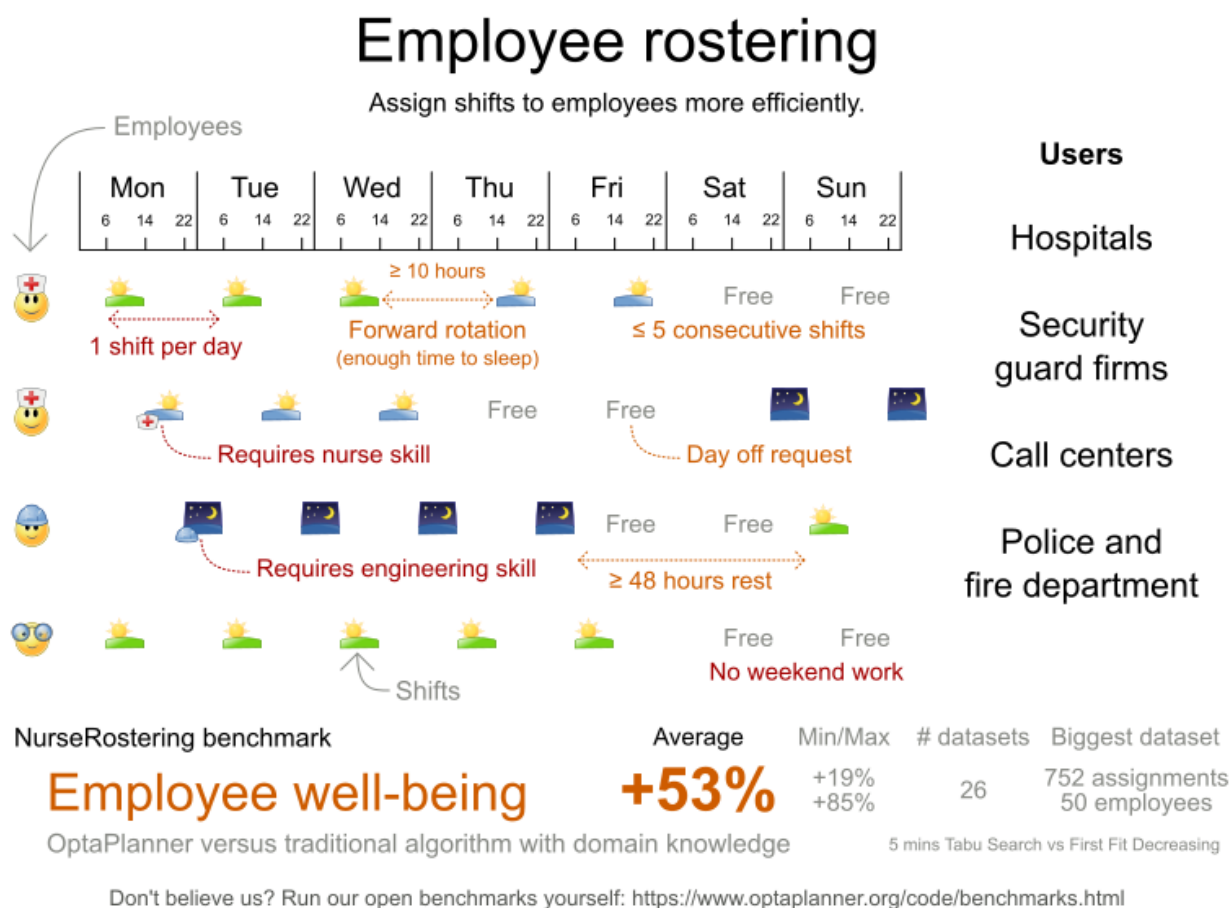 Employee rostering
Assign shifts to employees more efficiently.
Employees
Users
Mon Tue Wed Thu Fri Sat Sun
6 14 22 6 14 22 6 14 22 6 14 22 6 14 22 6 14 22 6 14 22
Hospitals
≥ 10 hours
Free Free
1 shift per day
Forward rotation
(enough time to sleep)
≤ 5 consecutive shifts
Security
guard firms
Free Free
Requires nurse skill
Day off request
Call centers
Free Free
Requires engineering skill
≥ 48 hours rest
Police and
fire department
Free Free
No weekend work
Shifts
NurseRostering benchmark
Average Min/Max # datasets Biggest dataset
Employee well-being
+53%
+19%
+85%
26
752 assignments
50 employees
OptaPlanner versus traditional algorithm with domain knowledge
5 mins Tabu Search vs First Fit Decreasing
Don't believe us? Run our open benchmarks yourself: https://www.optaplanner.org/code/benchmarks.html